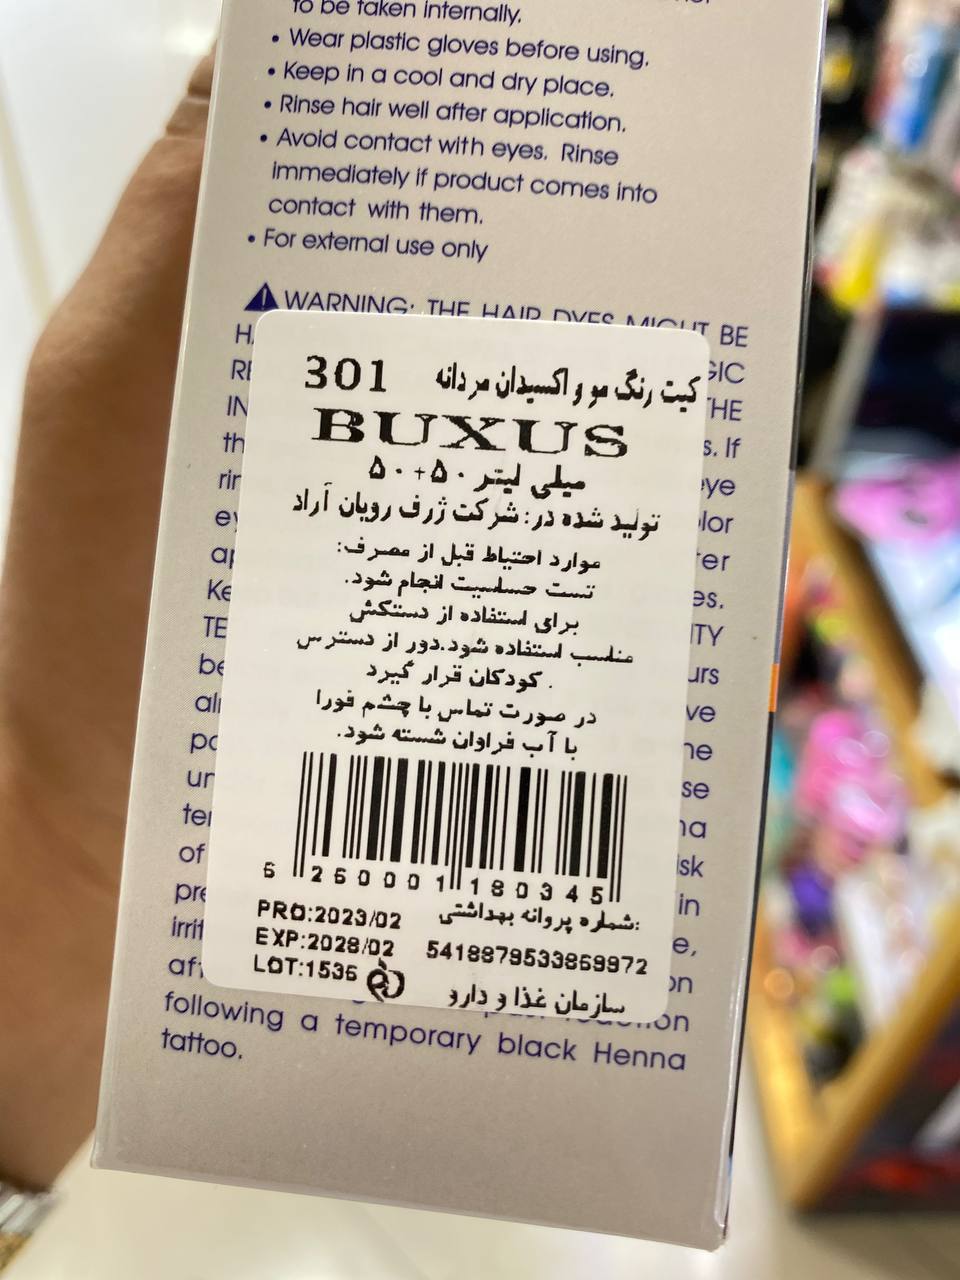 to be taken internally.
• Wear plastic gloves before using.
• Keep in a cool and dry place.
• Rinse hair well after application.
• Avoid contact with eyes. Rinse
immediately if product comes into
contact with them.
• For external use only
WARNING: THE HAIR DYES MIGHT BE
301 کیت رنگ مو و اکسیدان مردانه
BUXUS
۵۰+۵۰ میلی لیتر
تولید شده در: شرکت ژرف رویان آراد
موارد احتیاط قبل از مصرف:
تست حساسیت انجام شود.
برای استفاده از دستکش
مناسب استفاده شود.دور از دسترس
کودکان قرار گیرد .
در صورت تماس با چشم فورا
با آب فراوان شسته شود.
6 260001 180345
PRO:2023/02 شماره پروانه بهداشتی:
EXP:2028/02 5418879533869972
LOT:1536 سازمان غذا و دارو
following a temporary black Henna
tattoo.